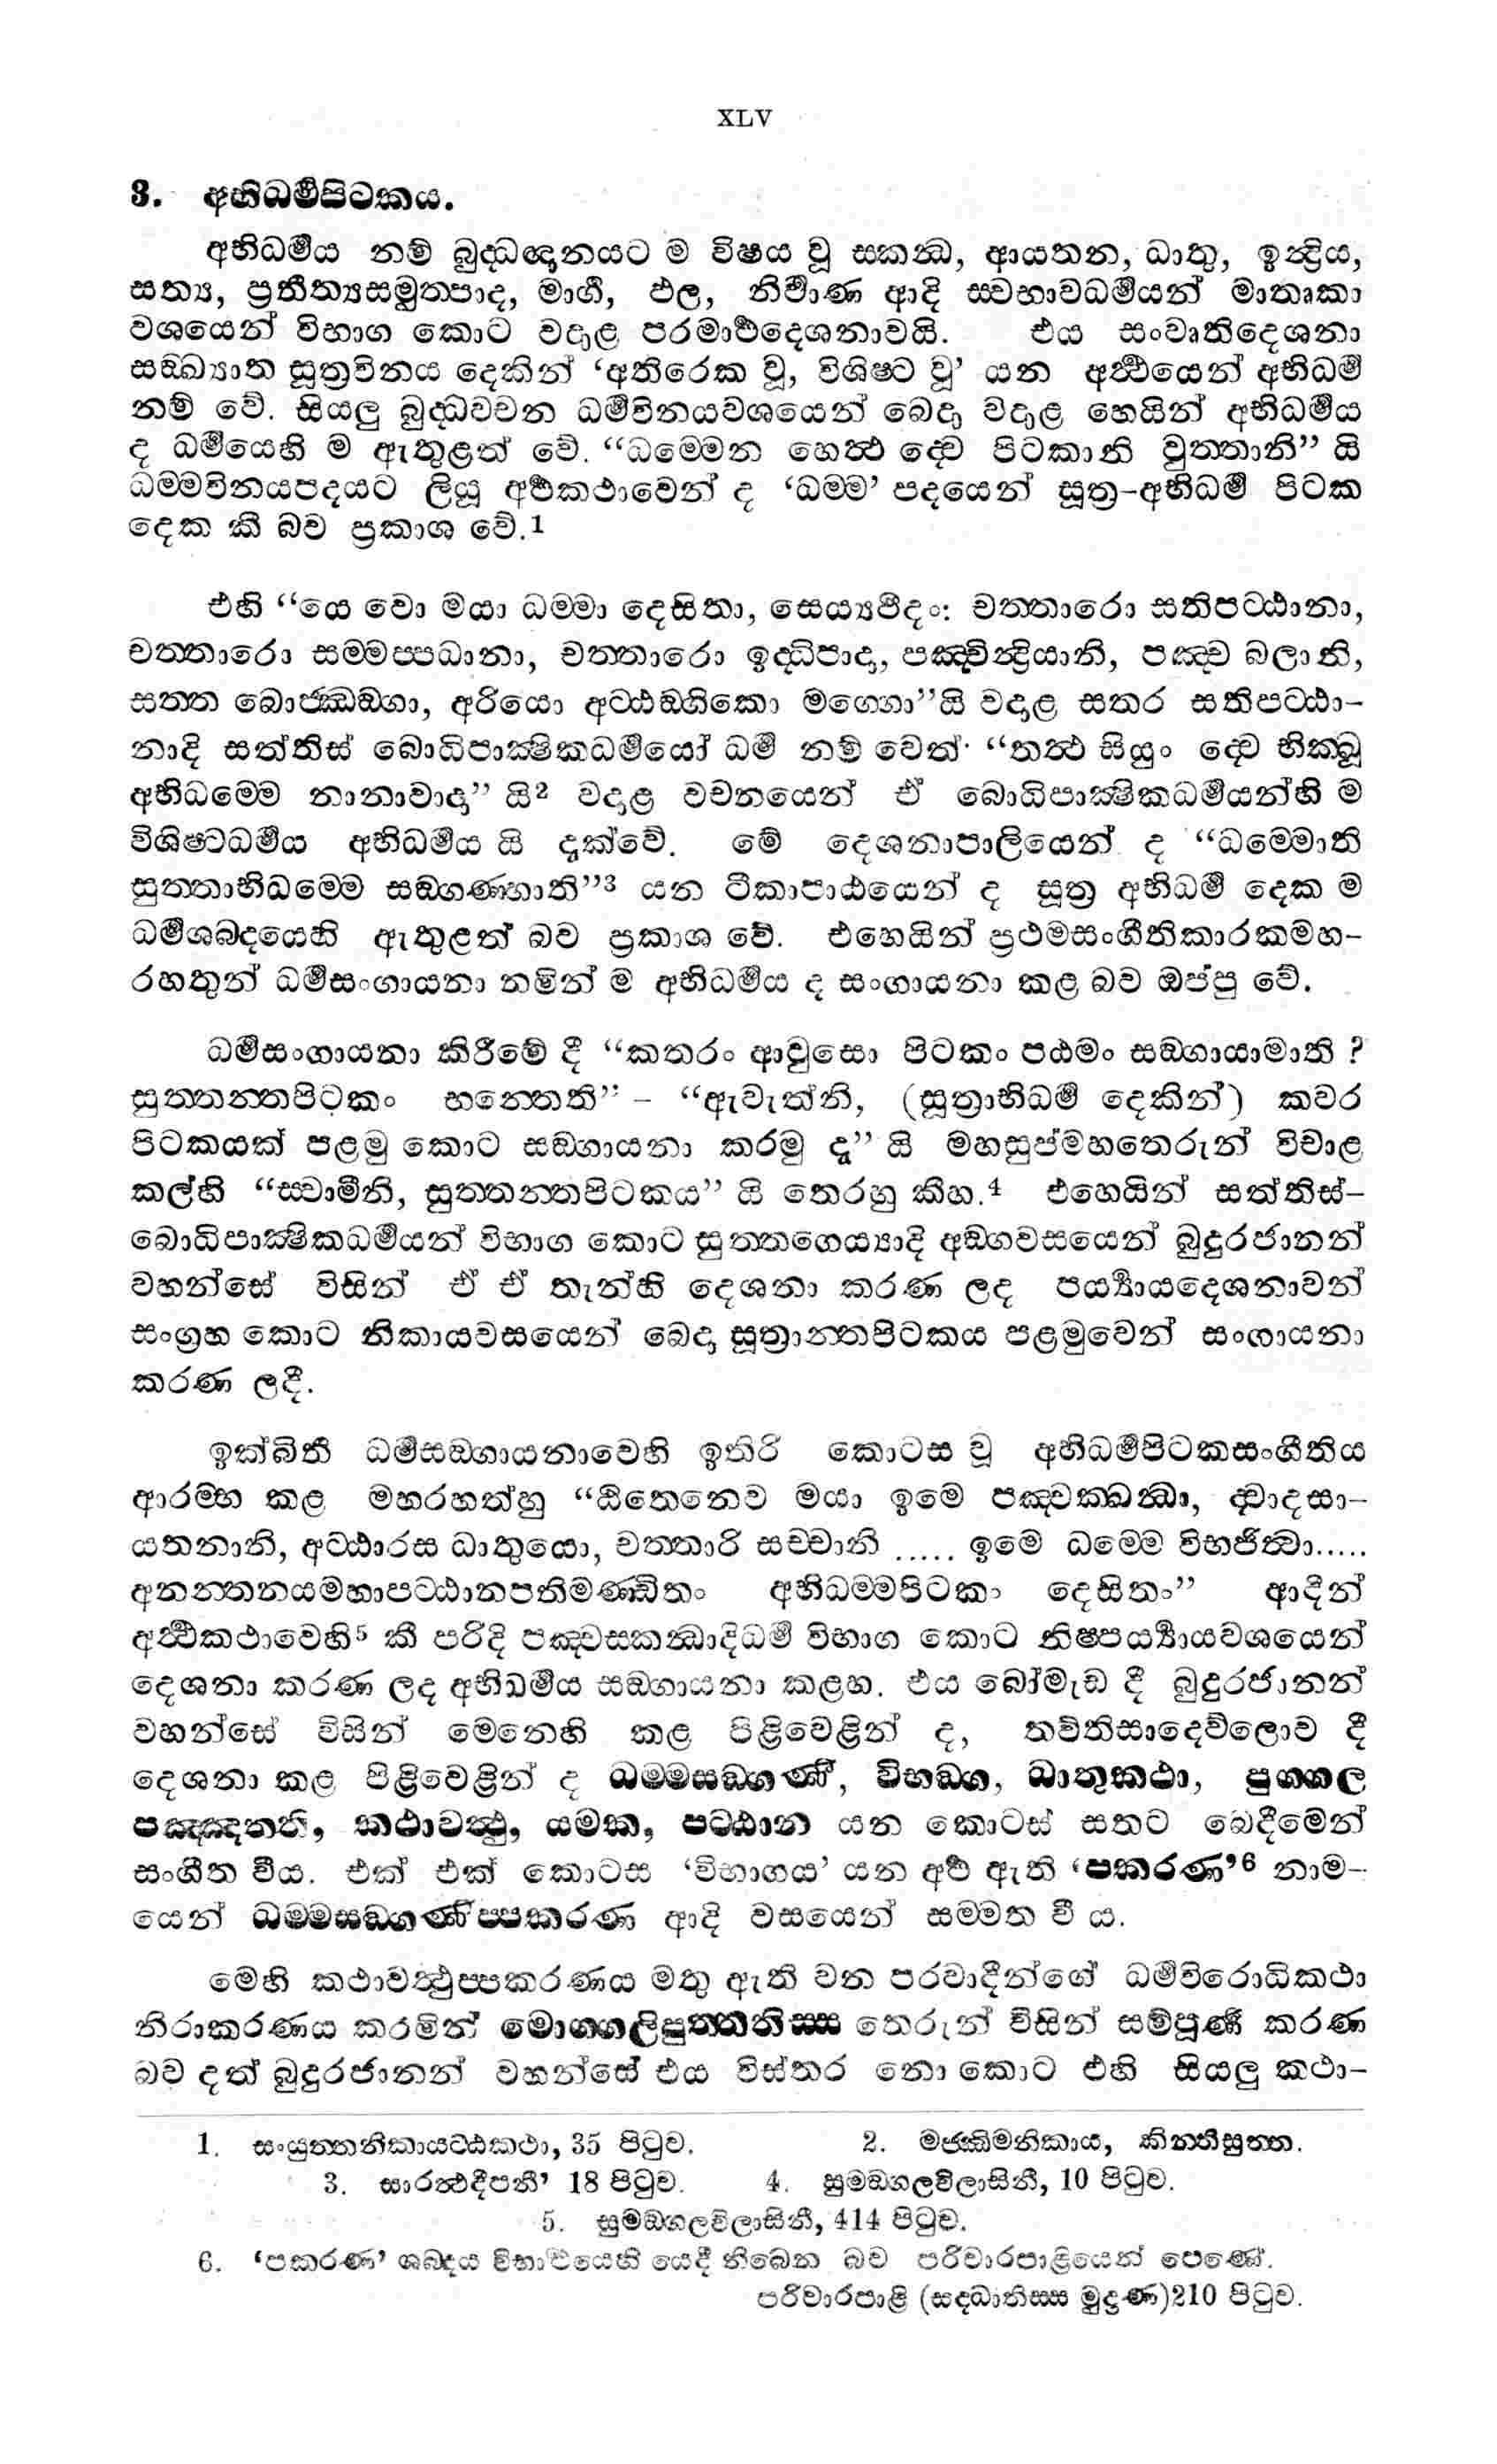 XLV
3. අභිධර්‍මපිටකය.
අභිධර්‍මය නම් බුද්‍ධඥානයට ම විෂය වූ ස්කන්‍ධ, ආයතන, ධාතු, ඉන්‍ද්‍රිය,
සත්‍ය, ප්‍රතීත්‍යසමුත්පාද, මාර්‍ග, ඵල, නිර්‍වාණ ආදි ස්වභාවධර්‍මයන් මාතෘකා
වශයෙන් විභාග කොට වදාළ පරමාර්‍ථදෙශනාවයි. එය සංවෘතිදෙශනා
සඞ්ඛ්‍යාත සූත්‍රවිනය දෙකින් ‘අතිරෙක වූ, විශිෂ්ට වූ’ යන අර්‍ත්‍ථයෙන් අභිධර්‍ම
නම් වේ. සියලු බුද්‍ධවචන ධර්‍මවිනයවශයෙන් බෙදා වදාළ හෙයින් අභිධර්‍මය
ද ධර්‍මයෙහි ම ඇතුළත් වේ. “ධම්මෙන හෙත්‍ථ ද්වෙ පිටකානි වුත්තානි” යි
ධම්මවිනයපදයට ලියූ අර්‍ථකථාවෙන් ද ‘ධම්ම’ පදයෙන් සූත්‍ර-අභිධර්‍ම පිටක
දෙක කී බව ප්‍රකාශ වේ.1
එහි “යෙ වො මයා ධම්මා දෙසිතා, සෙය්‍යථීදං: චත්තාරො සතිපට්ඨානා,
චත්තාරො සම්මප්පධානා, චත්තාරො ඉද්ධිපාදා, පඤ්චින්‍ද්‍රියානි, පඤ්ච බලානි,
සත්ත බොජ්ඣඞ්ගා, අරියො අට්ඨඞ්ගිකො මග්ගො”යි වදාළ සතර සතිපට්ඨා-
නාදි සත්තිස් බොධිපාක්‍ෂිකධර්‍මයෝ ධර්‍ම නම් වෙත්. “තත්‍ථ සියුං ද්වෙ භික්ඛූ
අභිධම්මෙ නානාවාදා” යි2 වදාළ වචනයෙන් ඒ බොධිපාක්‍ෂිකධර්‍මයන්හි ම
විශිෂ්ටධර්‍මය අභිධර්‍මය යි දැක්වේ. මේ දෙශනාපාලියෙන් ද “ධම්මොති
සුත්තාභිධම්මෙ සඞ්ගණ්හාති”3 යන ටීකාපාඨයෙන් ද සූත්‍ර අභිධර්‍ම දෙක ම
ධර්‍මශබ්දයෙහි ඇතුළත් බව ප්‍රකාශ වේ. එහෙයින් ප්‍රථමසංගීතිකාරකමහ-
රහතුන් ධර්‍මසංගායනා නමින් ම අභිධර්‍මය ද සංගායනා කළ බව ඔප්පු වේ.
ධර්‍මසංගායනා කිරීමේ දී “කතරං ආවුසො පිටකං පඨමං සඞ්ගායාමාති ?
සුත්තන්තපිටකං භන්තෙති” – “ඇවැත්නි, (සූත්‍රාභිධර්‍ම දෙකින්) කවර
පිටකයක් පළමු කොට සඞ්ගායනා කරමු දැ” යි මහසුප්මහතෙරුන් විචාළ
කල්හි “ස්වාමීනි, සුත්තන්තපිටකය” යි තෙරහු කීහ.4 එහෙයින් සත්තිස්-
බොධිපාක්‍ෂිකධර්‍මයන් විභාග කොට සුත්තගෙය්‍යාදි අඞ්ගවසයෙන් බුදුරජානන්
වහන්සේ විසින් ඒ ඒ තැන්හි දෙශනා කරණ ලද පර්‍ය්‍යායදෙශනාවන්
සංග්‍රහ කොට නිකායවසයෙන් බෙදා සූත්‍රාන්තපිටකය පළමුවෙන් සංගායනා
කරණ ලදී.
ඉක්බිති ධර්‍මසඞ්ගායනාවෙහි ඉතිරි කොටස වූ අභිධර්‍මපිටකසංගීතිය
ආරම්භ කළ මහරහත්හු “ඨිතෙනෙව මයා ඉමෙ පඤ්චක්ඛන්‍ධා, ද්වාදසා-
යතනානි, අට්ඨාරස ධාතුයො, චත්තාරි සච්චානි ..... ඉමෙ ධම්මෙ විභජිත්වා.....
අනන්තනයමහාපට්ඨානපතිමණ්ඩිතං අභිධම්මපිටකං දෙසිතං” ආදීන්
අර්‍ත්‍ථකථාවෙහි5 කී පරිදි පඤ්චස්කන්‍ධාදිධර්‍ම විභාග කොට නිෂ්පර්‍ය්‍යායවශයෙන්
දෙශනා කරණ ලද අභිධර්‍මය සඞ්ගායනා කළහ. එය බෝමැඩ දී බුදුරජානන්
වහන්සේ විසින් මෙනෙහි කළ පිළිවෙළින් ද, තව්තිසාදෙව්ලොව දී
දෙශනා කළ පිළිවෙළින් ද ධම්මසඞ්ගණී, විභඞ්ග, ධාතුකථා, පුග්ගල
පඤ්ඤත්ති, කථාවත්‍ථු, යමක, පට්ඨාන යන කොටස් සතට බෙදීමෙන්
සංගීත විය. එක් එක් කොටස ‘විභාගය’ යන අර්‍ථ ඇති ‘පකරණ’6 නාම-
යෙන් ධම්මසඞ්ගණීප්පකරණ ආදි වසයෙන් සම්මත වී ය.
මෙහි කථාවත්‍ථුප්පකරණය මතු ඇති වන පරවාදීන්ගේ ධර්‍මවිරොධිකථා
නිරාකරණය කරමින් මොග්ගලිපුත්තතිස්ස තෙරුන් විසින් සම්පූර්‍ණ කරණ
බව දත් බුදුරජානන් වහන්සේ එය විස්තර නො කොට එහි සියලු කථා-
1. සංයුත්තනිකායට්ඨකථා, 35 පිටුව. 2. මජ්ඣිමනිකාය, කින්තිසුත්ත.
3. සාරත්‍ථදීපනී’ 18 පිටුව. 4. සුමඞ්ගලවිලාසිනී, 10 පිටුව.
5. සුමඞ්ගලවිලාසිනී, 414 පිටුව.
6. ‘පකරණ’ ශබ්දය විභාගයෙහි යෙදී තිබෙන බව පරිවාරපාළියෙන් පෙණේ.
පරිවාරපාළි (සද්ධාතිස්ස මුද්‍රණ)210 පිටුව.